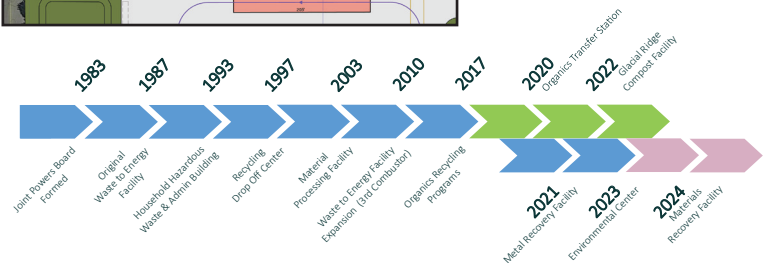 1983
Joint Powers Board
Formed
1987
Original
Waste to Energy
Facility
1993
Household Hazardous
Waste & Admin Building
1997
Recycling
Drop Off Center
2003
Material
Processing Facility
2010
Waste to Energy Facility
Expansion (3rd Combustor)
2017
Organics Recycling
Programs
2020
Organics Transfer Station
2022
Glacial Ridge
Compost Facility
2021
Metal Recovery Facility
2023
Environmental Center
2024
Materials
Recovery Facility